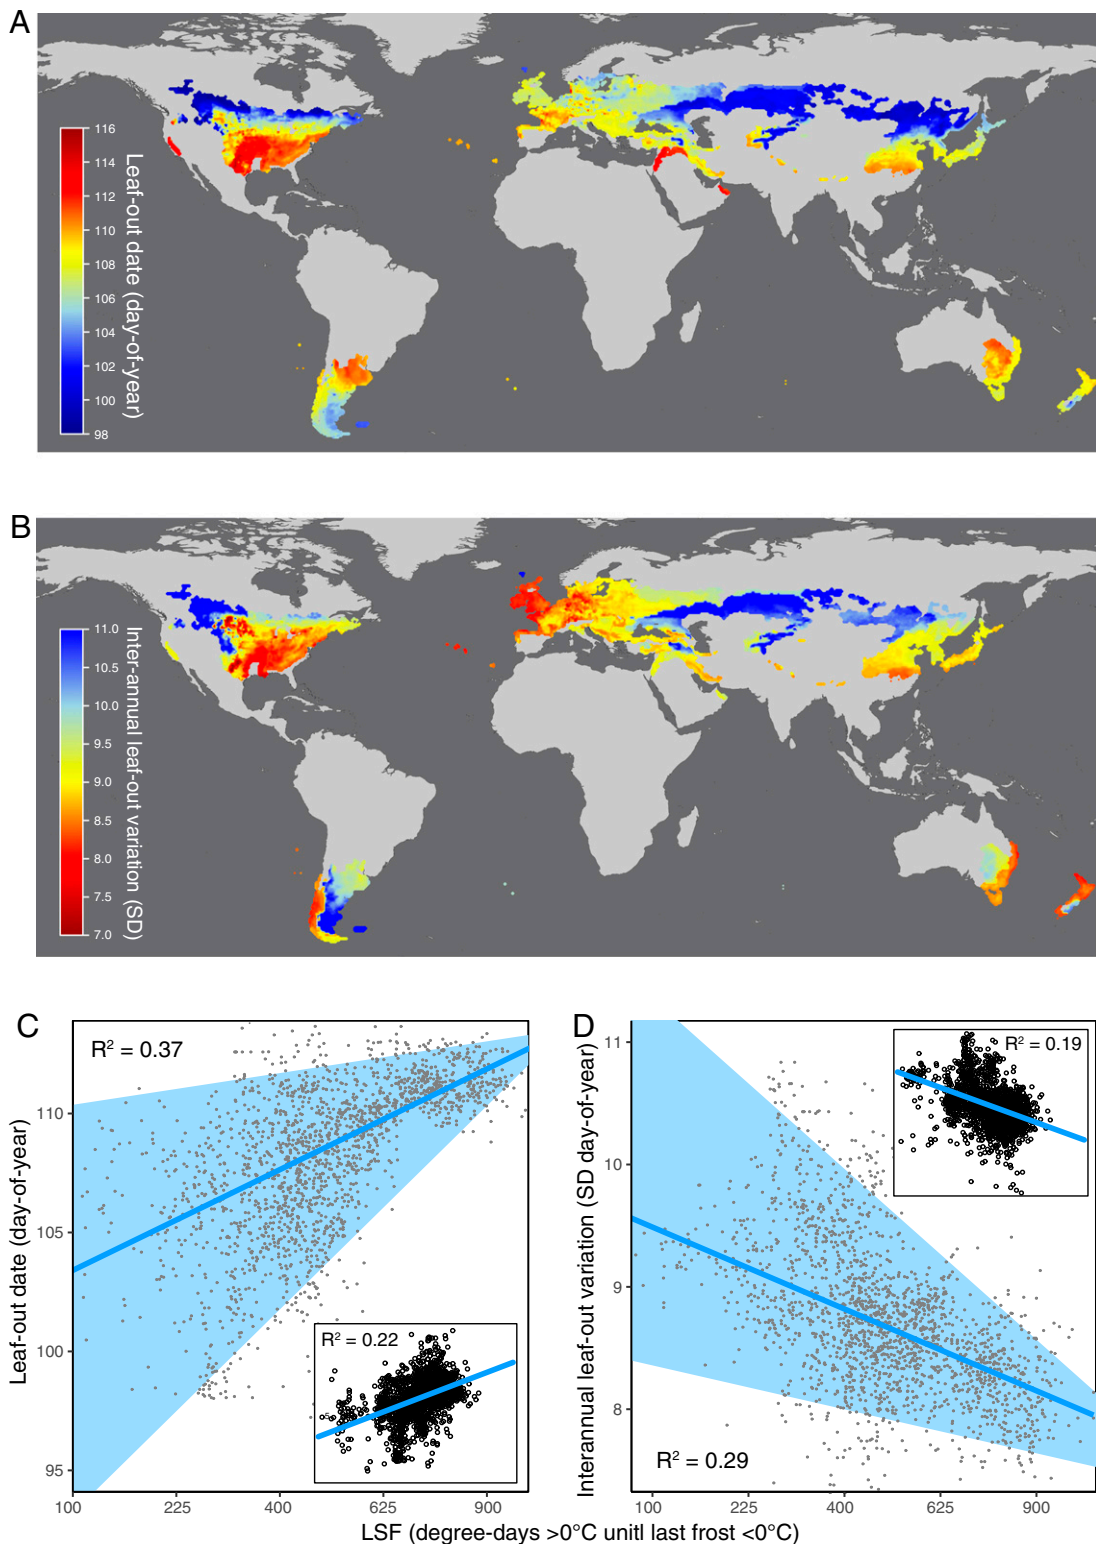 A
116
114
112
110
108
106
104
102
100
98
Leaf-out date (day-of-year)
B
11.0
10.5
10.0
9.5
9.0
8.5
8.0
7.5
7.0
Inter-annual leaf-out variation (SD)
C
R² = 0.37
Leaf-out date (day-of-year)
110
105
100
95
R² = 0.22
100
225
400
625
900
D
R² = 0.19
Interannual leaf-out variation (SD day-of-year)
11
10
9
8
R² = 0.29
100
225
400
625
900
LSF (degree-days >0°C unitl last frost <0°C)